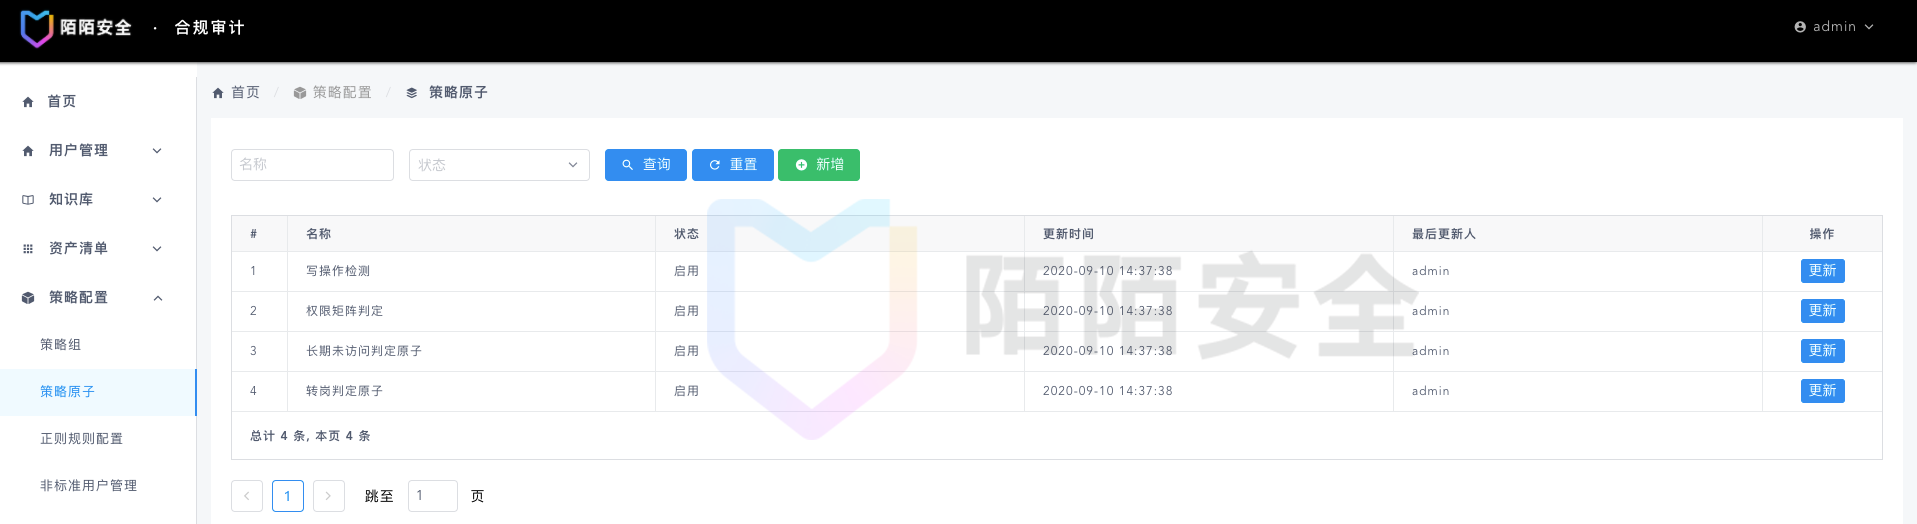 陌陌安全 · 合规审计
admin
首页
用户管理
知识库
资产清单
策略配置
策略组
策略原子
正则规则配置
非标准用户管理
首页 / 策略配置 / 策略原子
名称 状态 查询 重置 新增
# 名称 状态 更新时间 最后更新人 操作
1 写操作检测 启用 2020-09-10 14:37:38 admin 更新
2 权限矩阵判定 启用 2020-09-10 14:37:38 admin 更新
3 长期未访问判定原子 启用 2020-09-10 14:37:38 admin 更新
4 转岗判定原子 启用 2020-09-10 14:37:38 admin 更新
陌陌安全
总计 4 条, 本页 4 条
1 跳至 1 页